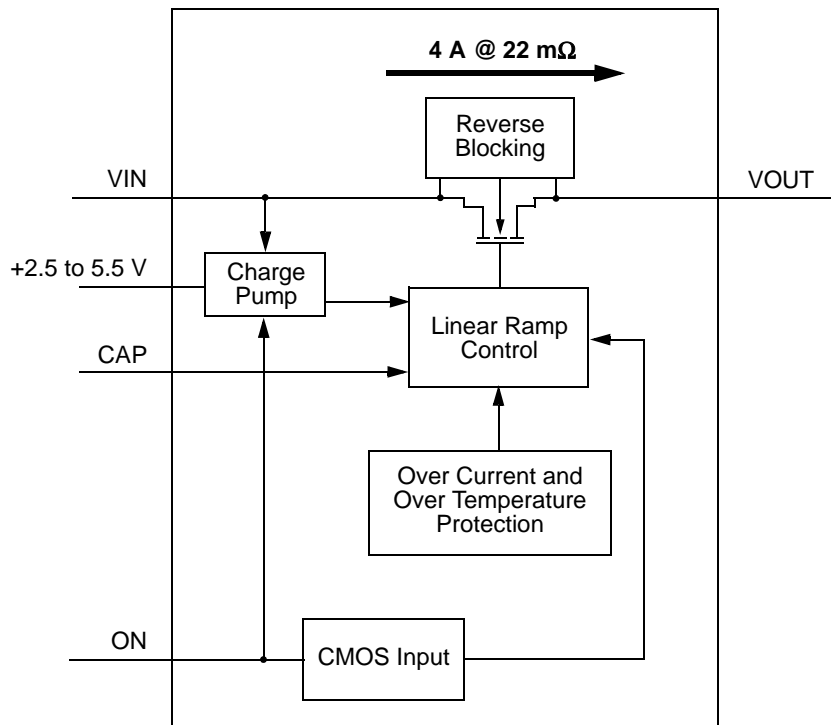 4 A @ 22 mΩ
Reverse
Blocking
VIN
VOUT
+2.5 to 5.5 V
Charge
Pump
Linear Ramp
Control
CAP
Over Current and
Over Temperature
Protection
ON
CMOS Input